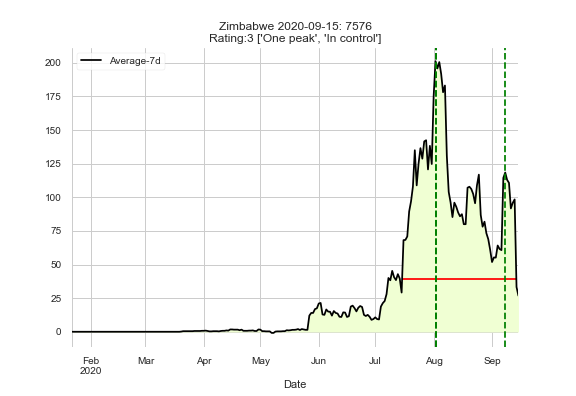 Zimbabwe 2020-09-15: 7576
Rating:3 ['One peak', 'In control']
Average-7d
200
175
150
125
100
75
50
25
0
Feb Mar Apr May Jun Jul Aug Sep
2020
Date